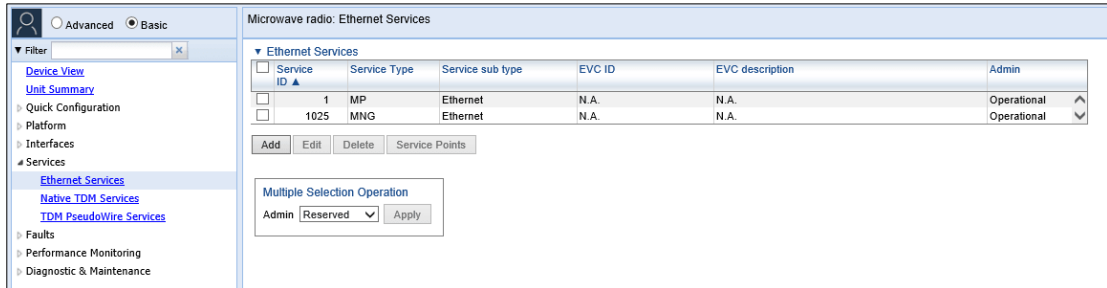 Advanced Basic
Filter
Device View
Unit Summary
Quick Configuration
Platform
Interfaces
Services
Ethernet Services
Native TDM Services
TDM PseudoWire Services
Faults
Performance Monitoring
Diagnostic & Maintenance
Microwave radio: Ethernet Services
Ethernet Services
Service ID ▲ Service Type Service sub type EVC ID EVC description Admin
1 MP Ethernet N.A. N.A. Operational
1025 MNG Ethernet N.A. N.A. Operational
Add Edit Delete Service Points
Multiple Selection Operation
Admin Reserved Apply